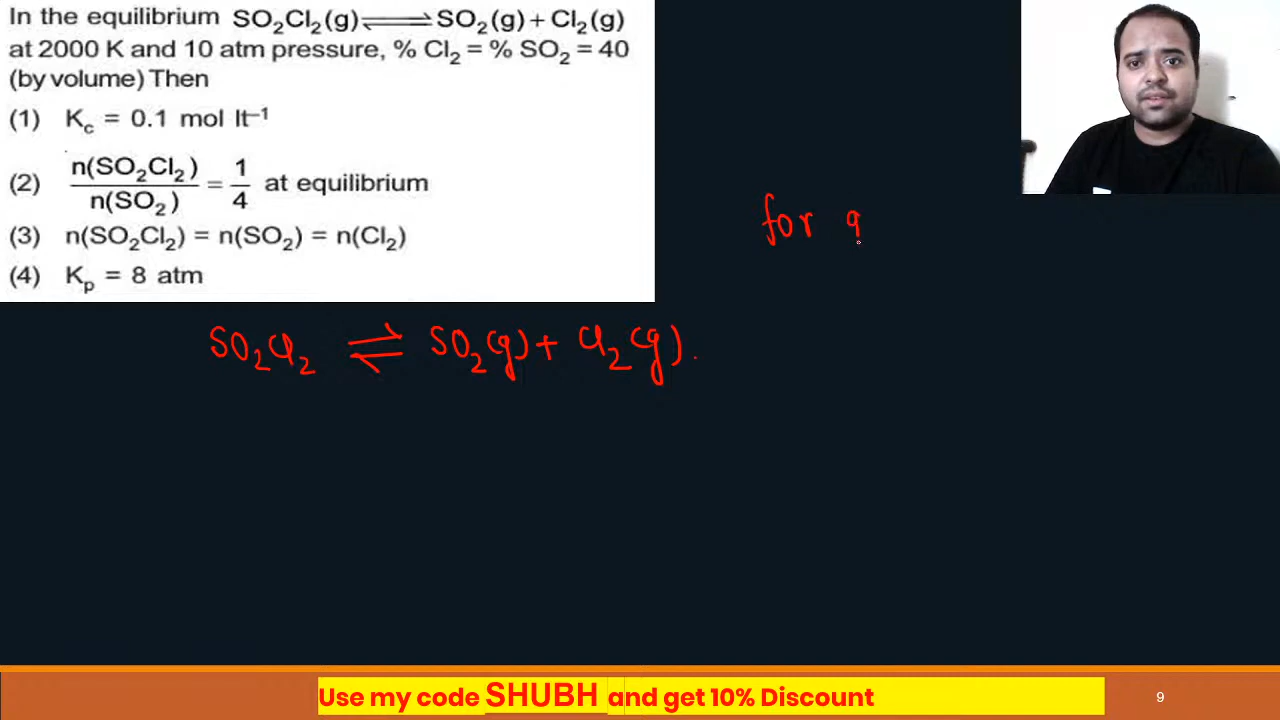 In the equilibrium SO₂Cl₂(g) ⇌ SO₂(g) + Cl₂(g)
at 2000 K and 10 atm pressure, % Cl₂ = % SO₂ = 40
(by volume) Then
(1) K_c = 0.1 mol lt⁻¹
(2) n(SO₂Cl₂) / n(SO₂) = 1/4 at equilibrium
(3) n(SO₂Cl₂) = n(SO₂) = n(Cl₂)
(4) K_p = 8 atm
for
SO₂Cl₂ ⇌ SO₂(g) + Cl₂(g).
Use my code SHUBH and get 10% Discount
9